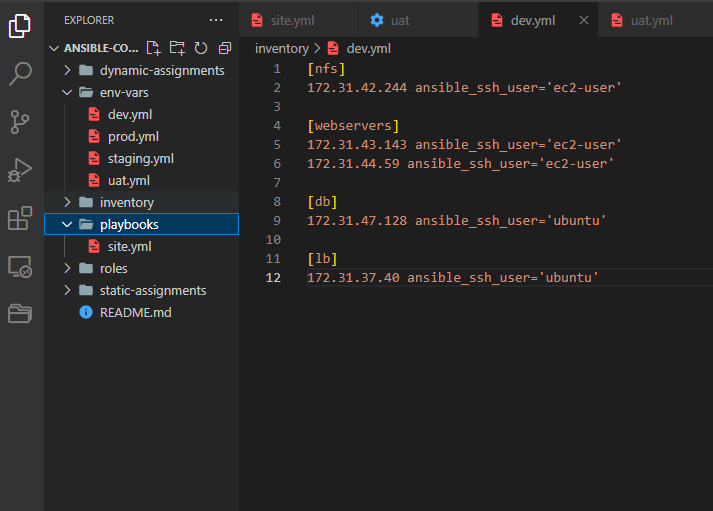 EXPLORER
ANSIBLE-CO...
dynamic-assignments
env-vars
dev.yml
prod.yml
staging.yml
uat.yml
inventory
playbooks
site.yml
roles
static-assignments
README.md
site.yml uat dev.yml uat.yml
inventory > dev.yml
1 [nfs]
2 172.31.42.244 ansible_ssh_user='ec2-user'
3
4 [webservers]
5 172.31.43.143 ansible_ssh_user='ec2-user'
6 172.31.44.59 ansible_ssh_user='ec2-user'
7
8 [db]
9 172.31.47.128 ansible_ssh_user='ubuntu'
10
11 [lb]
12 172.31.37.40 ansible_ssh_user='ubuntu'